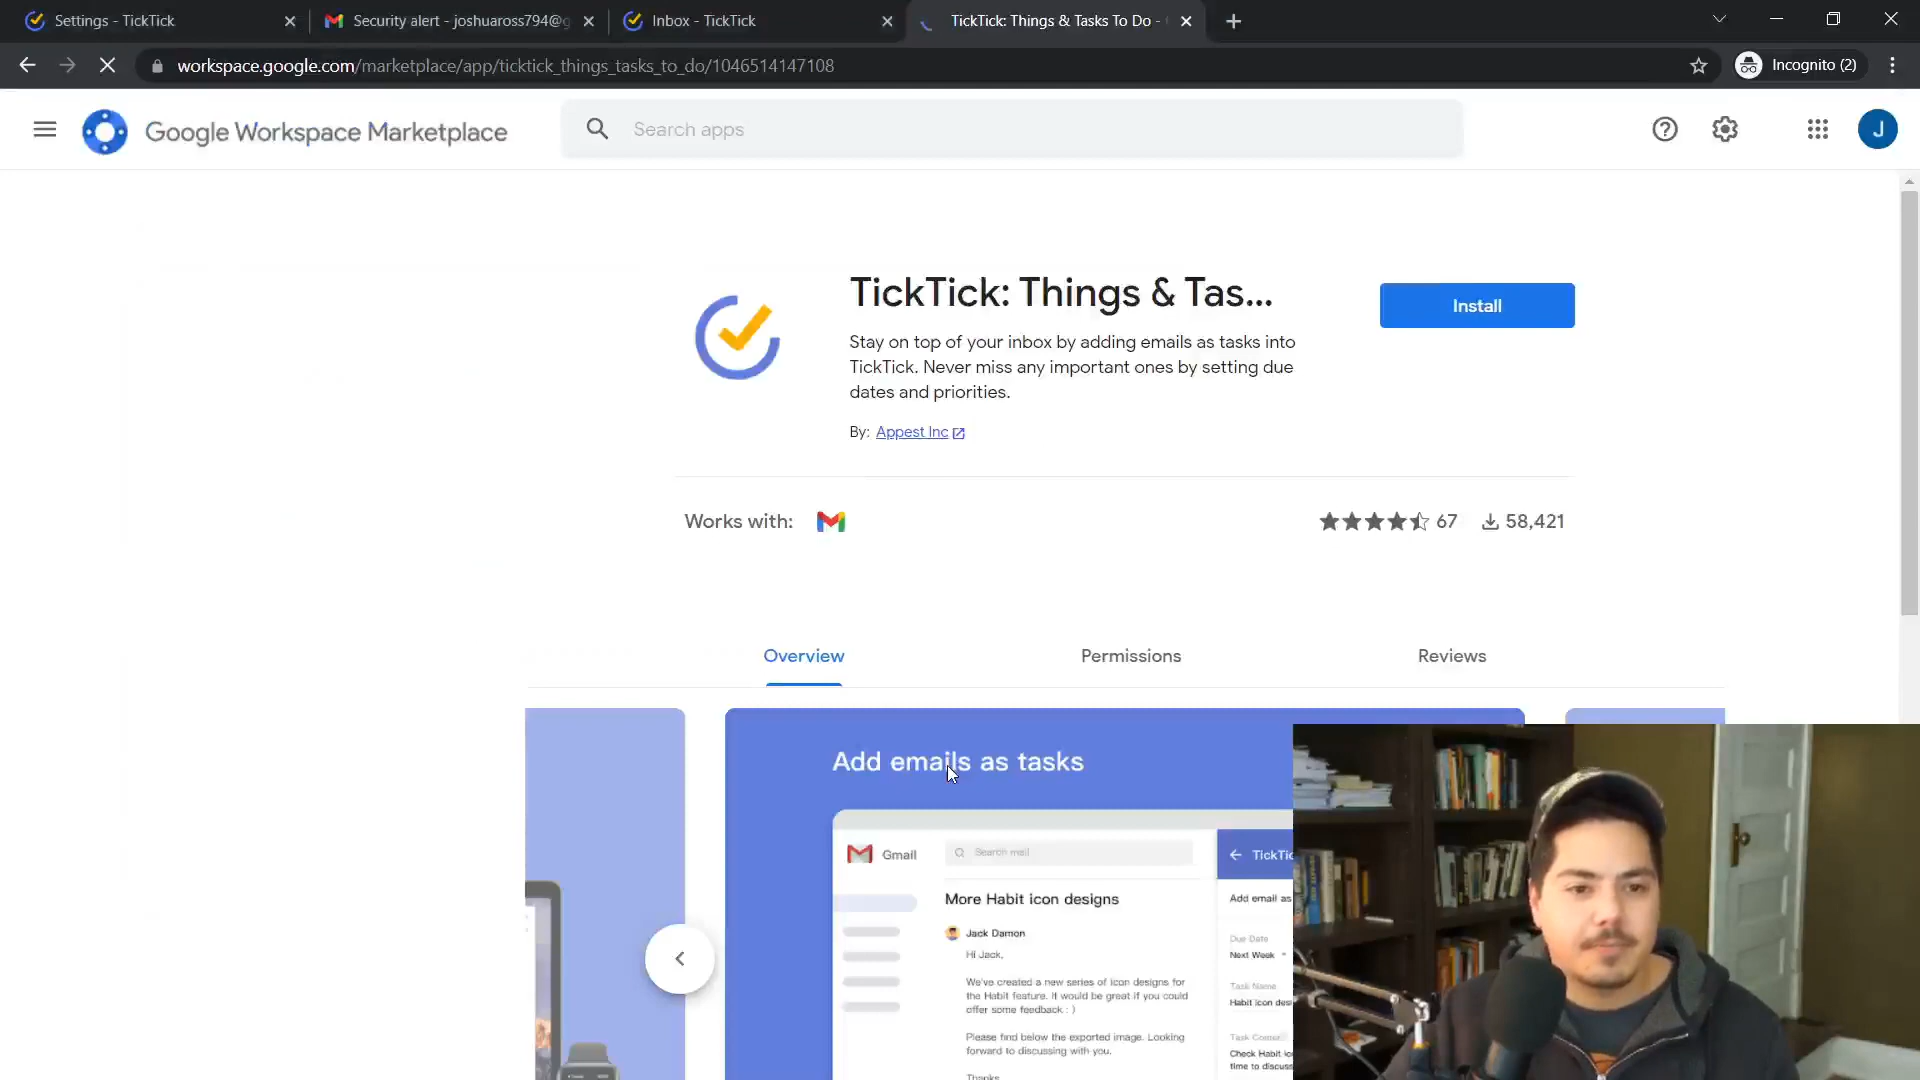 Settings - TickTick
Security alert - joshuaross794@g
Inbox - TickTick
TickTick: Things & Tasks To Do -
workspace.google.com/marketplace/app/ticktick_things_tasks_to_do/1046514147108
Incognito (2)
Google Workspace Marketplace
Search apps
J
TickTick: Things & Tas...
Install
Stay on top of your inbox by adding emails as tasks into
TickTick. Never miss any important ones by setting due
dates and priorities.
By: Appest Inc
Works with:
67
58,421
Overview
Permissions
Reviews
Add emails as tasks
Gmail
Search mail
TickTic
More Habit icon designs
Add email as
Jack Damon
Due Date
Hi Jack,
Next Week
We've created a new series of icon designs for
the Habit feature. It would be great if you could
offer some feedback : )
Task Name
Habit icon des
Please find below the exported image. Looking
forward to discussing with you.
Task Content
Check Habit ic
time to discuss
Thanks